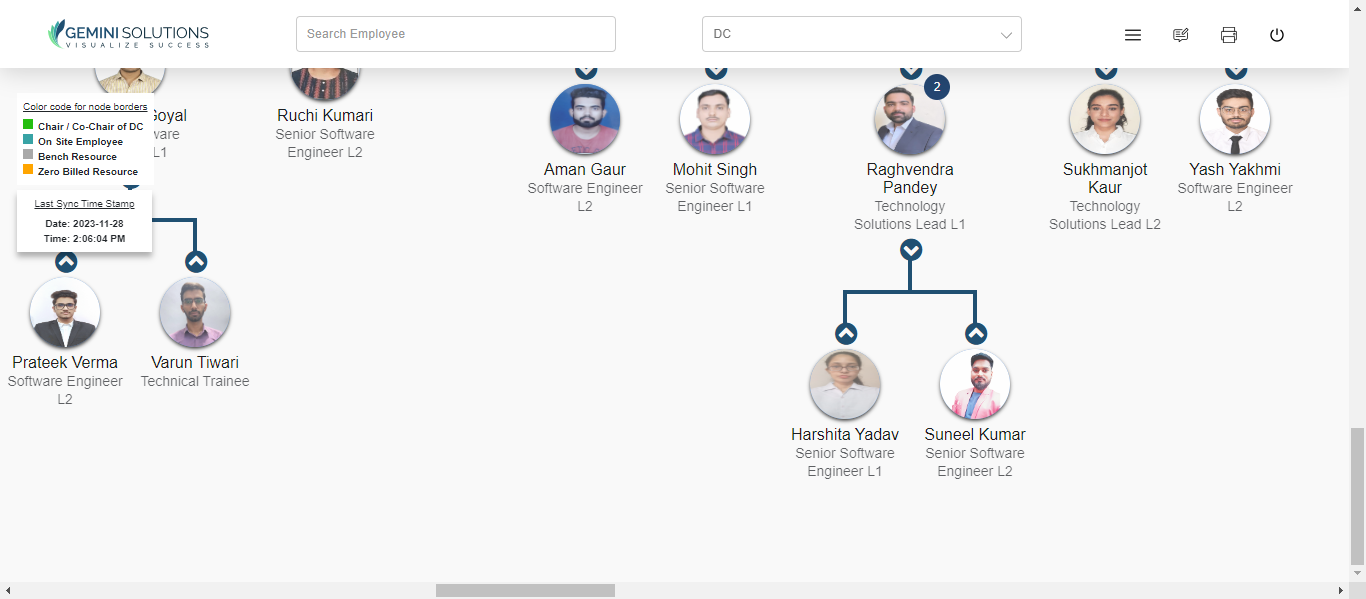 GEMINI SOLUTIONS
VISUALIZE SUCCESS
Search Employee
DC
Color code for node borders
Chair / Co-Chair of DC
On Site Employee
Bench Resource
Zero Billed Resource
Last Sync Time Stamp
Date: 2023-11-28
Time: 2:06:04 PM
Goyal
L1
Ruchi Kumari
Senior Software
Engineer L2
Aman Gaur
Software Engineer
L2
Mohit Singh
Senior Software
Engineer L1
2
Raghvendra
Pandey
Technology
Solutions Lead L1
Sukhmanjot
Kaur
Technology
Solutions Lead L2
Yash Yakhmi
Software Engineer
L2
Prateek Verma
Software Engineer
L2
Varun Tiwari
Technical Trainee
Harshita Yadav
Senior Software
Engineer L1
Suneel Kumar
Senior Software
Engineer L2